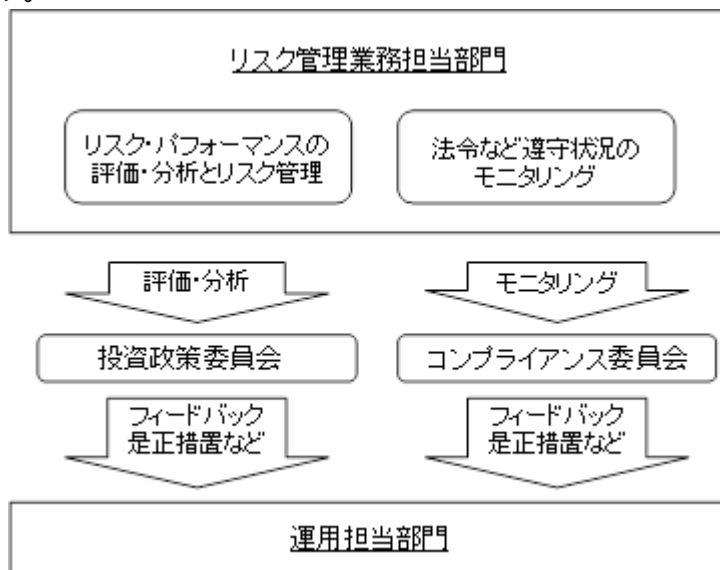 リスク管理業務担当部門
リスク・パフォーマンスの
評価・分析とリスク管理
法令など遵守状況の
モニタリング
評価・分析
モニタリング
投資政策委員会
コンプライアンス委員会
フィードバック
是正措置など
フィードバック
是正措置など
運用担当部門